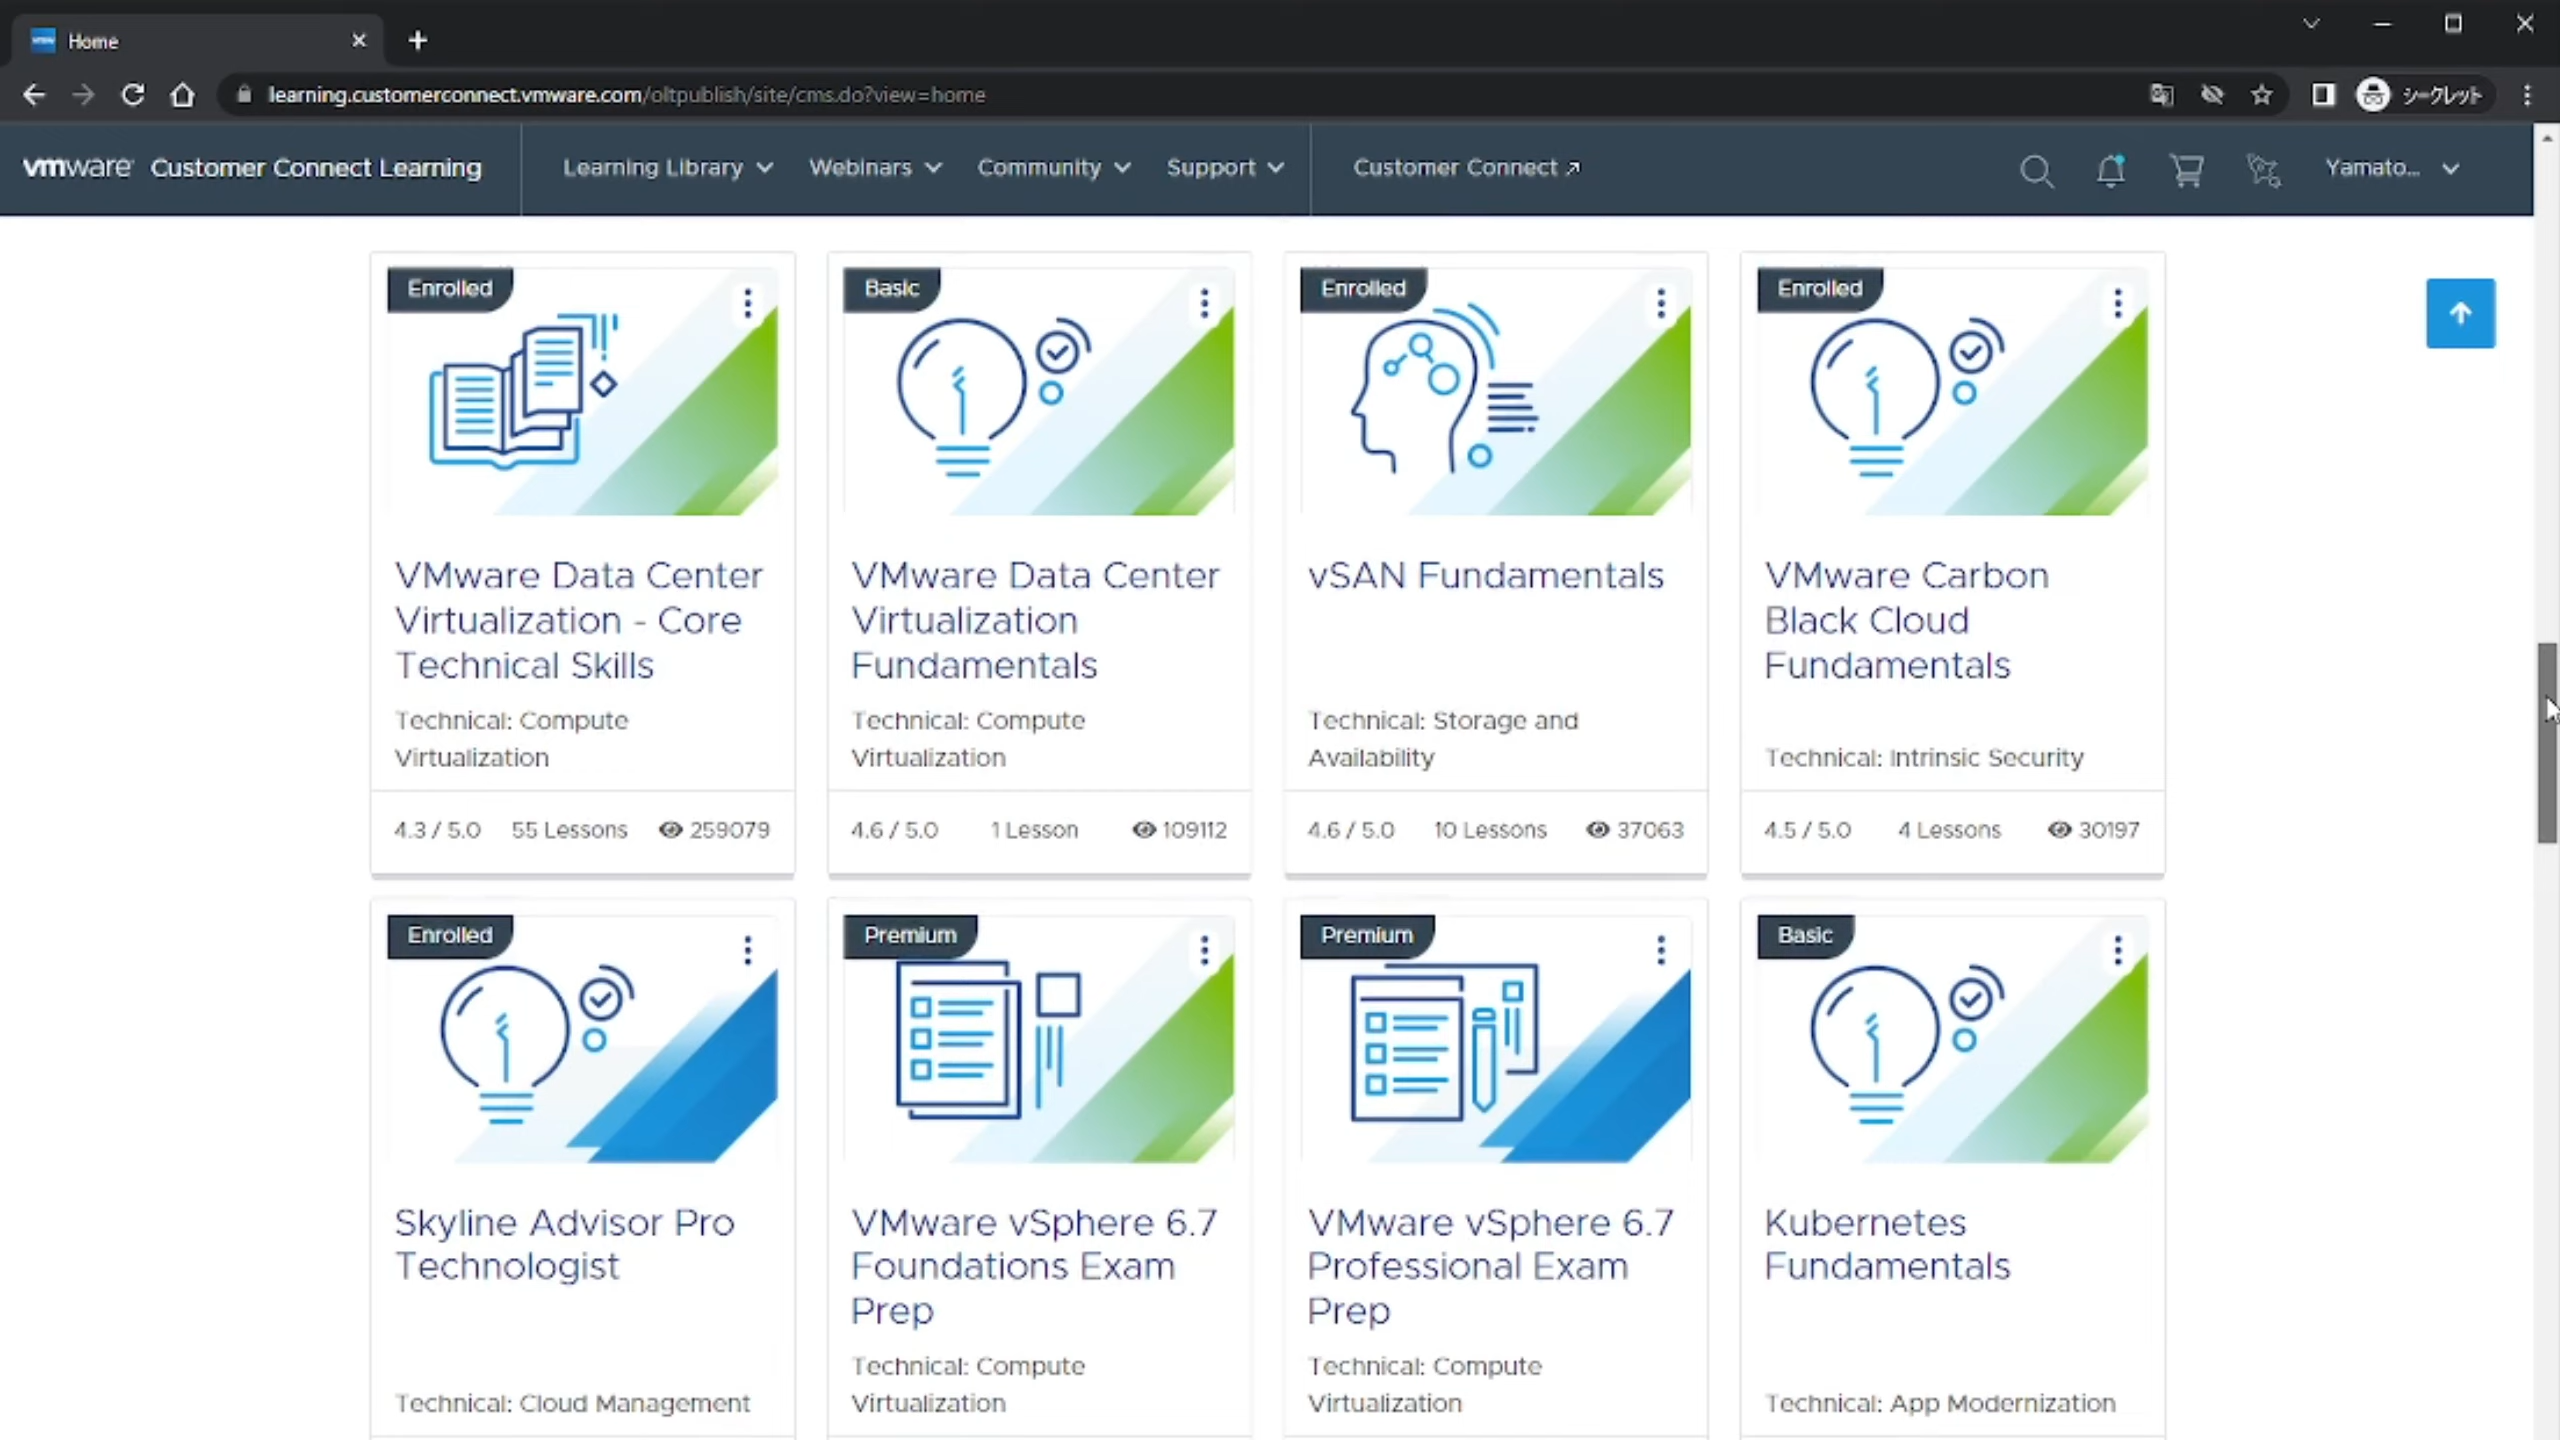 Home
learning.customerconnect.vmware.com/oltpublish/site/cms.do?view=home
シークレット
vmware Customer Connect Learning
Learning Library
Webinars
Community
Support
Customer Connect
Yamato...
Enrolled
Basic
Enrolled
Enrolled
VMware Data Center
Virtualization - Core
Technical Skills
Technical: Compute
Virtualization
4.3 / 5.0 55 Lessons 259079
VMware Data Center
Virtualization
Fundamentals
Technical: Compute
Virtualization
4.6 / 5.0 1 Lesson 109112
vSAN Fundamentals
Technical: Storage and
Availability
4.6 / 5.0 10 Lessons 37063
VMware Carbon
Black Cloud
Fundamentals
Technical: Intrinsic Security
4.5 / 5.0 4 Lessons 30197
Enrolled
Premium
Premium
Basic
Skyline Advisor Pro
Technologist
Technical: Cloud Management
VMware vSphere 6.7
Foundations Exam
Prep
Technical: Compute
Virtualization
VMware vSphere 6.7
Professional Exam
Prep
Technical: Compute
Virtualization
Kubernetes
Fundamentals
Technical: App Modernization